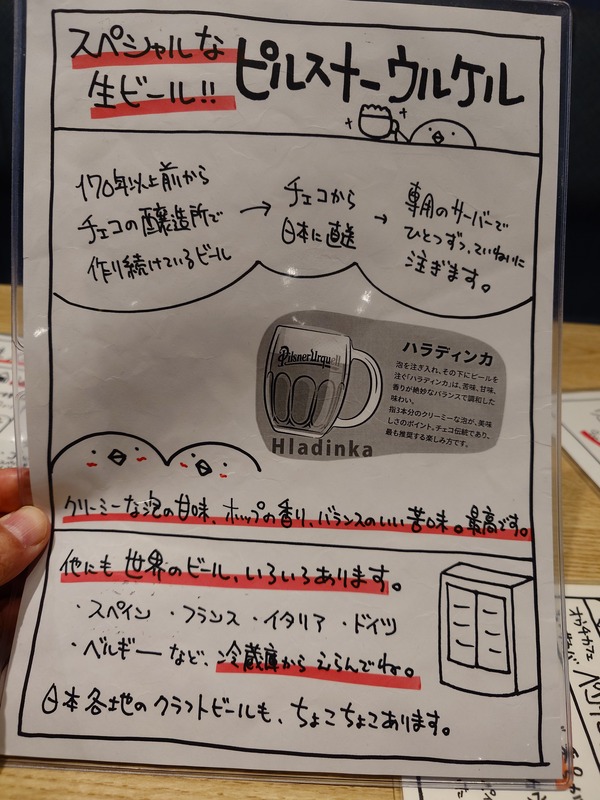 スペシャルな
生ビール!!
ピルスナーウルケル
170年以上前から
チェコの醸造所で
作り続けているビール
→
チェコから
日本に直送
→
専用のサーバーで
ひとつずつ、ていねいに
注ぎます。
Pilsner Urquell
ハラディンカ
泡を注ぎ入れ、その下にビールを
注ぐ「ハラディンカ」は、苦味、甘味、
香りが絶妙なバランスで調和した
味わい。
指3本分のクリーミーな泡が、美味
しさのポイント。チェコ伝統であり、
最も推奨する楽しみ方です。
Hladinka
クリーミーな泡の甘味、ホップの香り、バランスのいい苦味。最高です。
他にも世界のビール、いろいろあります。
・スペイン ・フランス ・イタリア ・ドイツ
・ベルギーなど、冷蔵庫からえらんでね。
日本各地のクラフトビールも、ちょこちょこあります。